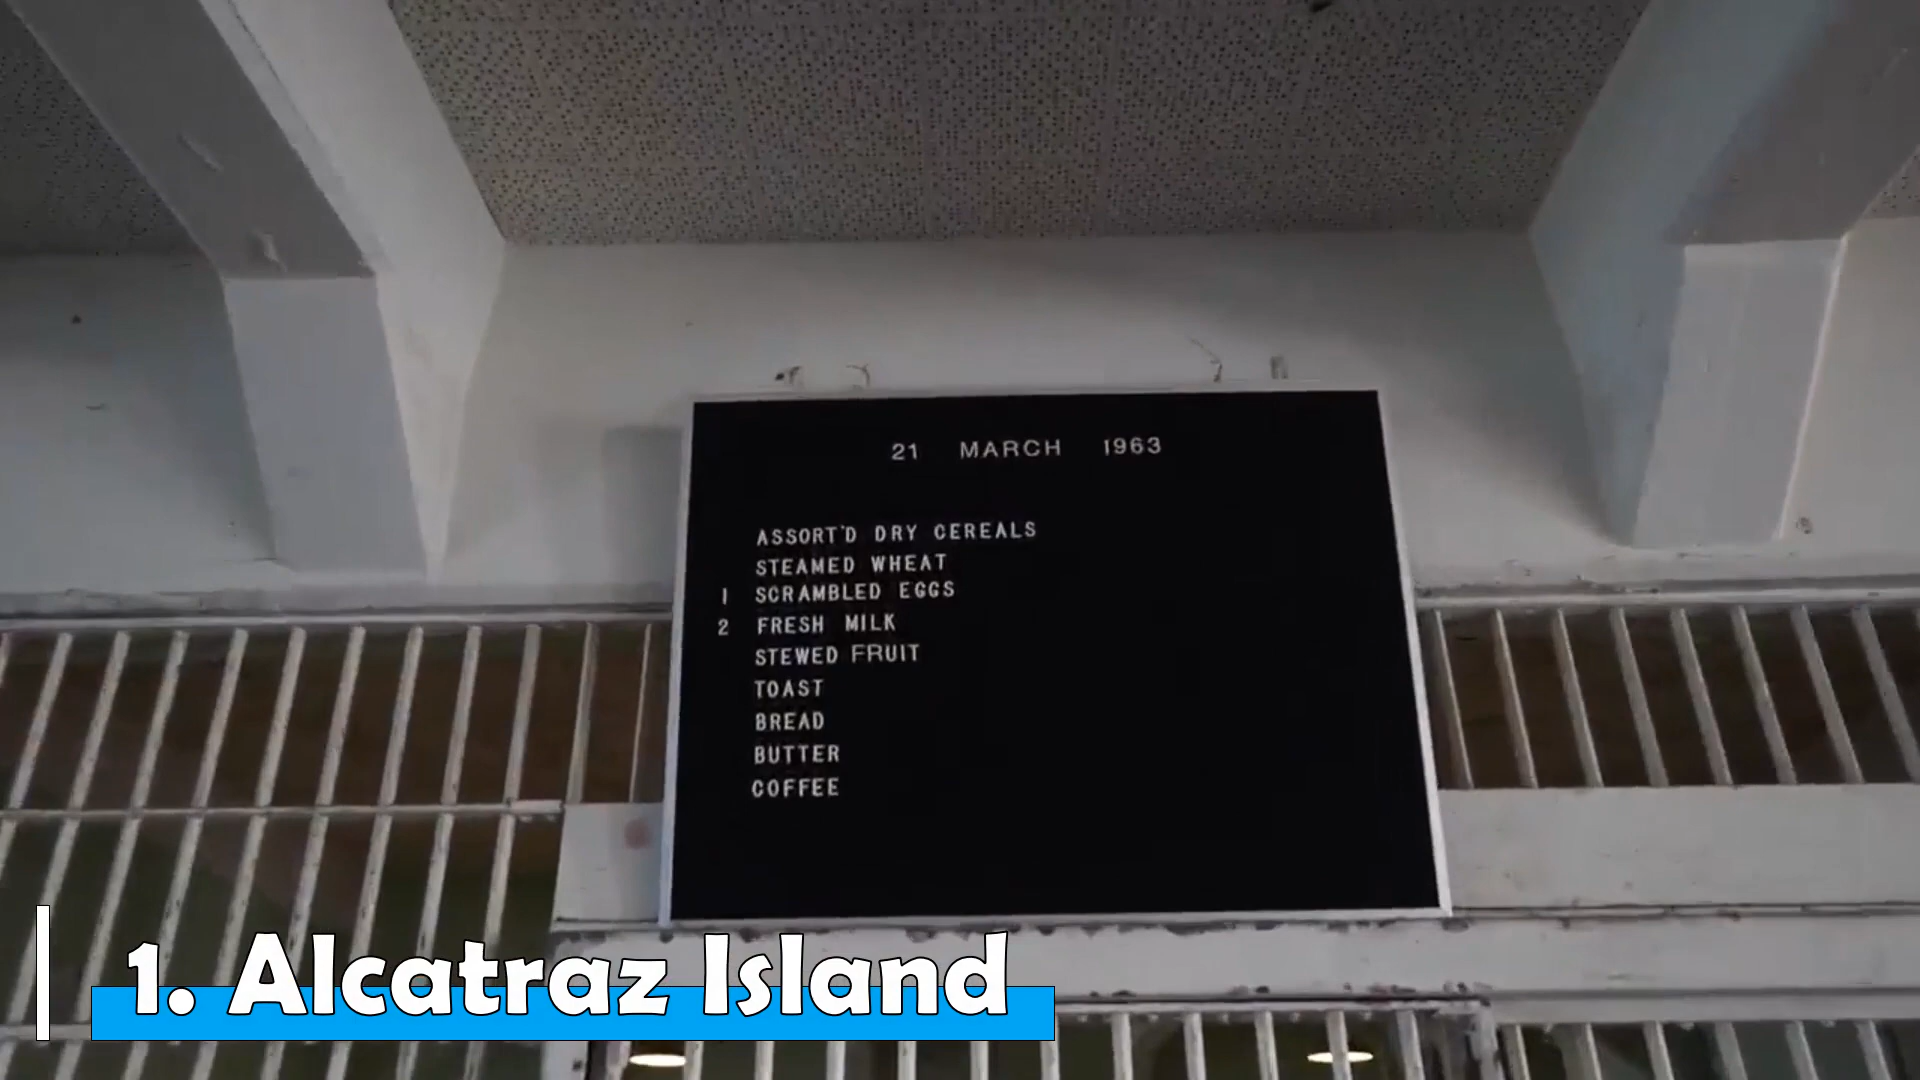 21 MARCH 1963
ASSORT'D DRY CEREALS
STEAMED WHEAT
1 SCRAMBLED EGGS
2 FRESH MILK
STEWED FRUIT
TOAST
BREAD
BUTTER
COFFEE
1. Alcatraz Island